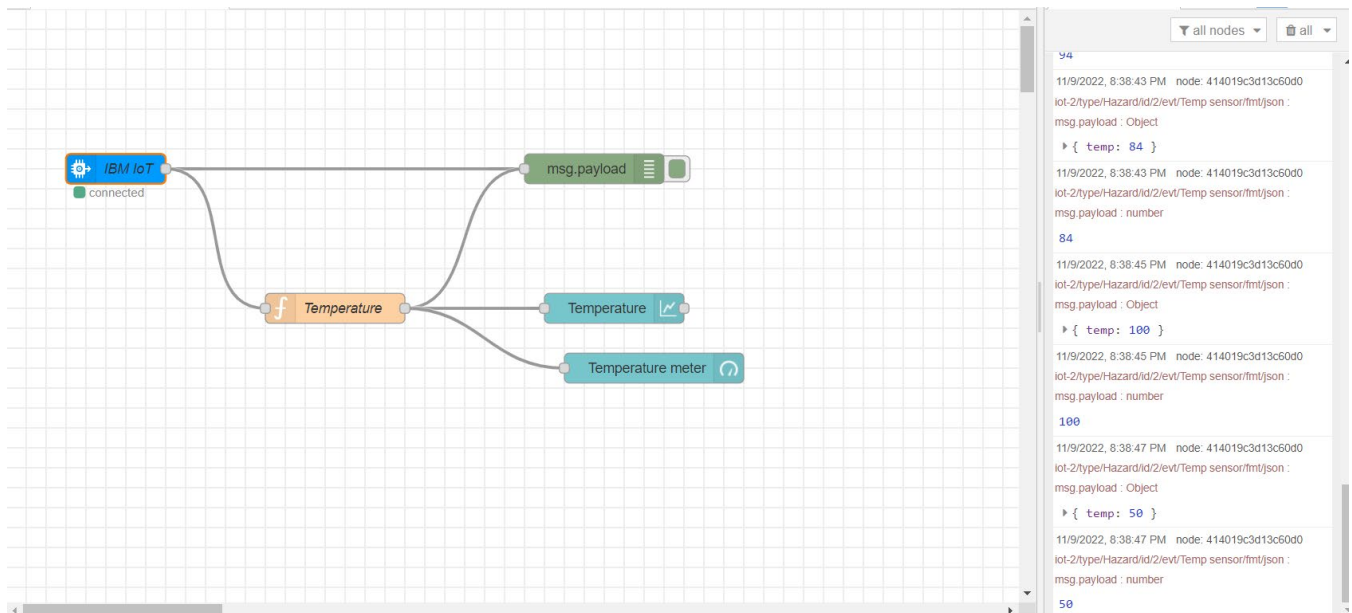 IBM IoT
connected
msg.payload
Temperature
Temperature
Temperature meter
all nodes
all
94
11/9/2022, 8:38:43 PM node: 414019c3d13c60d0
iot-2/type/Hazard/id/2/evt/Temp sensor/fmt/json :
msg.payload : Object
{ temp: 84 }
11/9/2022, 8:38:43 PM node: 414019c3d13c60d0
iot-2/type/Hazard/id/2/evt/Temp sensor/fmt/json :
msg.payload : number
84
11/9/2022, 8:38:45 PM node: 414019c3d13c60d0
iot-2/type/Hazard/id/2/evt/Temp sensor/fmt/json :
msg.payload : Object
{ temp: 100 }
11/9/2022, 8:38:45 PM node: 414019c3d13c60d0
iot-2/type/Hazard/id/2/evt/Temp sensor/fmt/json :
msg.payload : number
100
11/9/2022, 8:38:47 PM node: 414019c3d13c60d0
iot-2/type/Hazard/id/2/evt/Temp sensor/fmt/json :
msg.payload : Object
{ temp: 50 }
11/9/2022, 8:38:47 PM node: 414019c3d13c60d0
iot-2/type/Hazard/id/2/evt/Temp sensor/fmt/json :
msg.payload : number
50